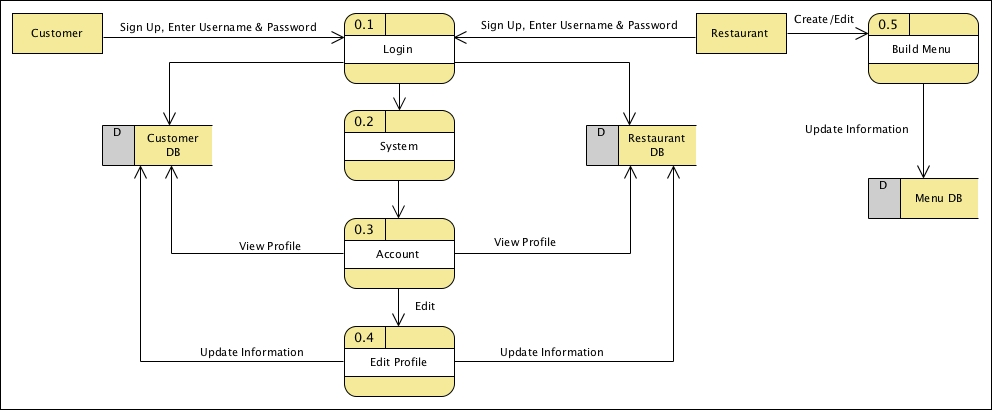 Customer
Sign Up, Enter Username & Password
0.1
Login
Sign Up, Enter Username & Password
Restaurant
Create/Edit
0.5
Build Menu
D
Customer
DB
0.2
System
D
Restaurant
DB
Update Information
D
Menu DB
View Profile
0.3
Account
View Profile
Edit
Update Information
0.4
Edit Profile
Update Information